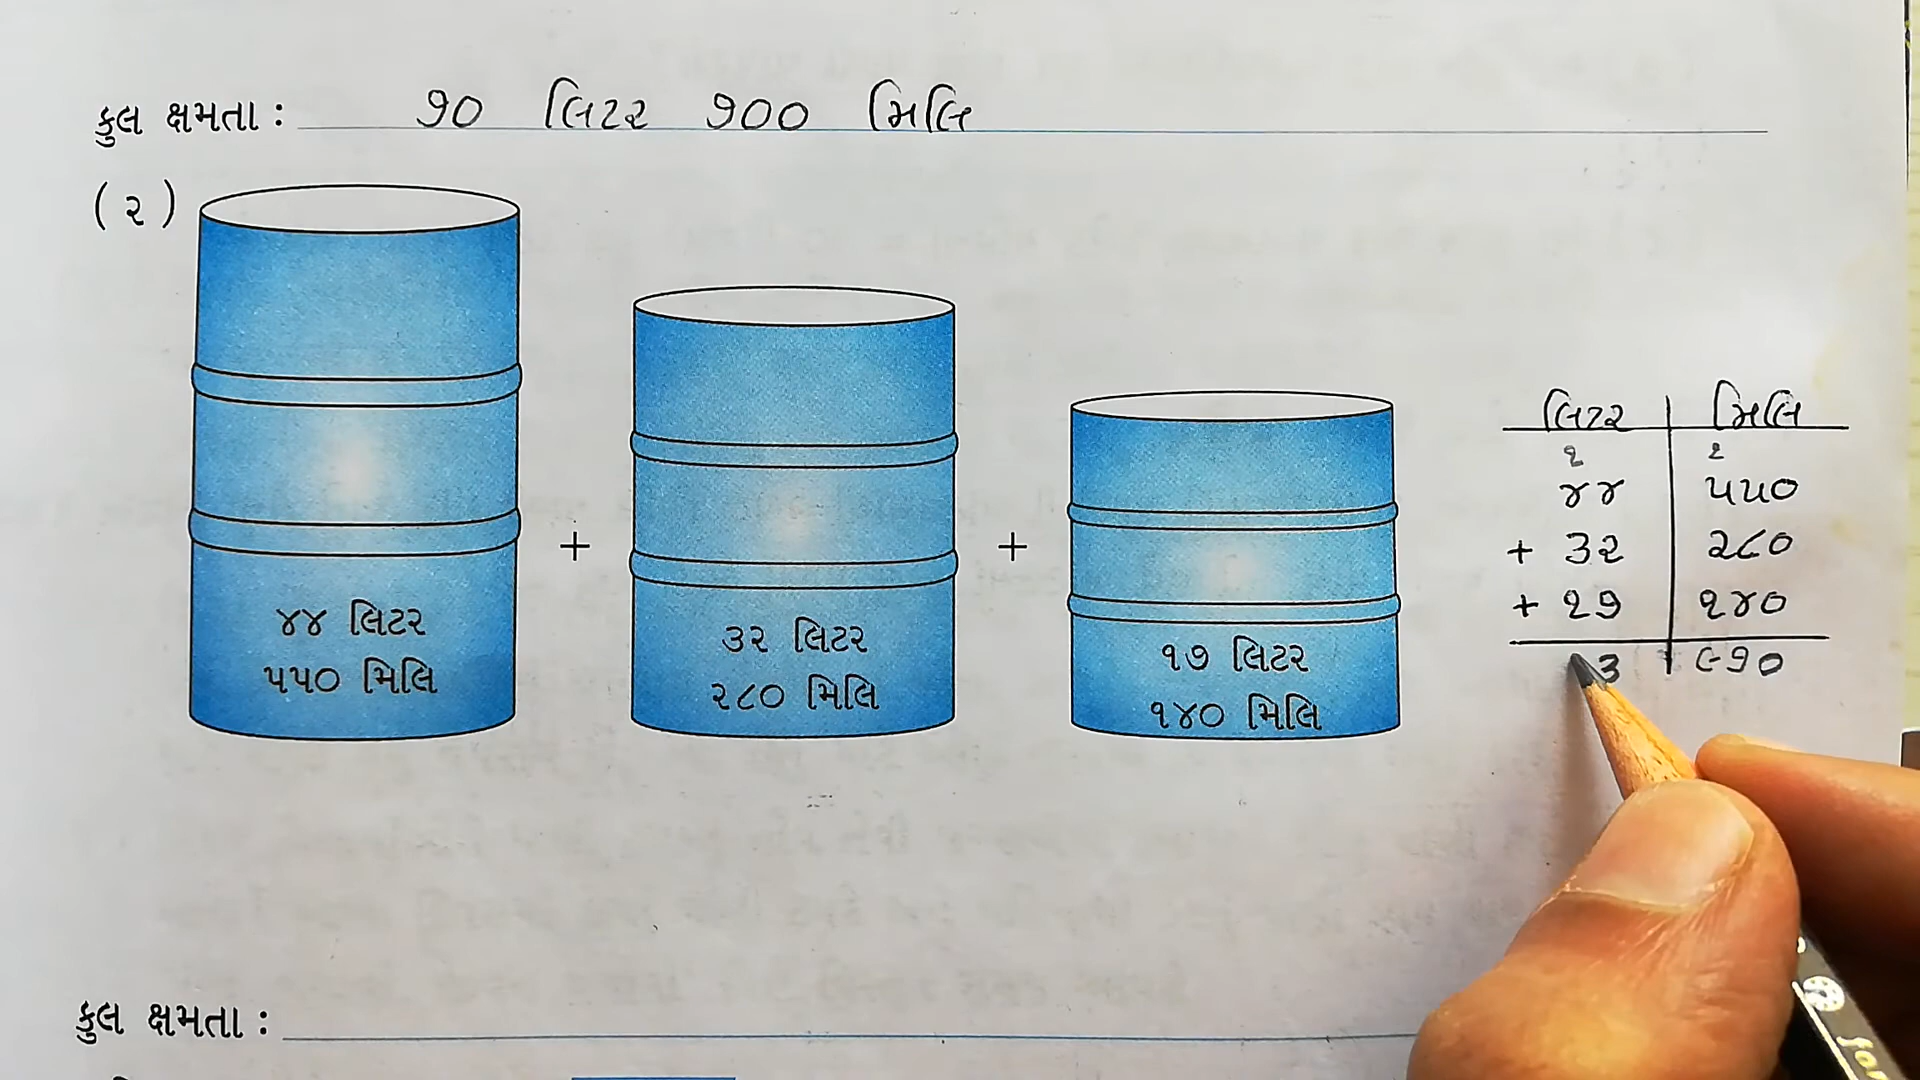 કુલ ક્ષમતા : ૭૦ લિટર ૭૦૦ મિલિ
(૨)
૪૪ લિટર
૫૫૦ મિલિ
+
૩૨ લિટર
૨૮૦ મિલિ
+
૧૭ લિટર
૧૪૦ મિલિ
લિટર મિલિ
૧ ૧
૪૪ ૫૫૦
+ ૩૨ ૨૮૦
+ ૧૭ ૧૪૦
૩ ૯૭૦
કુલ ક્ષમતા :